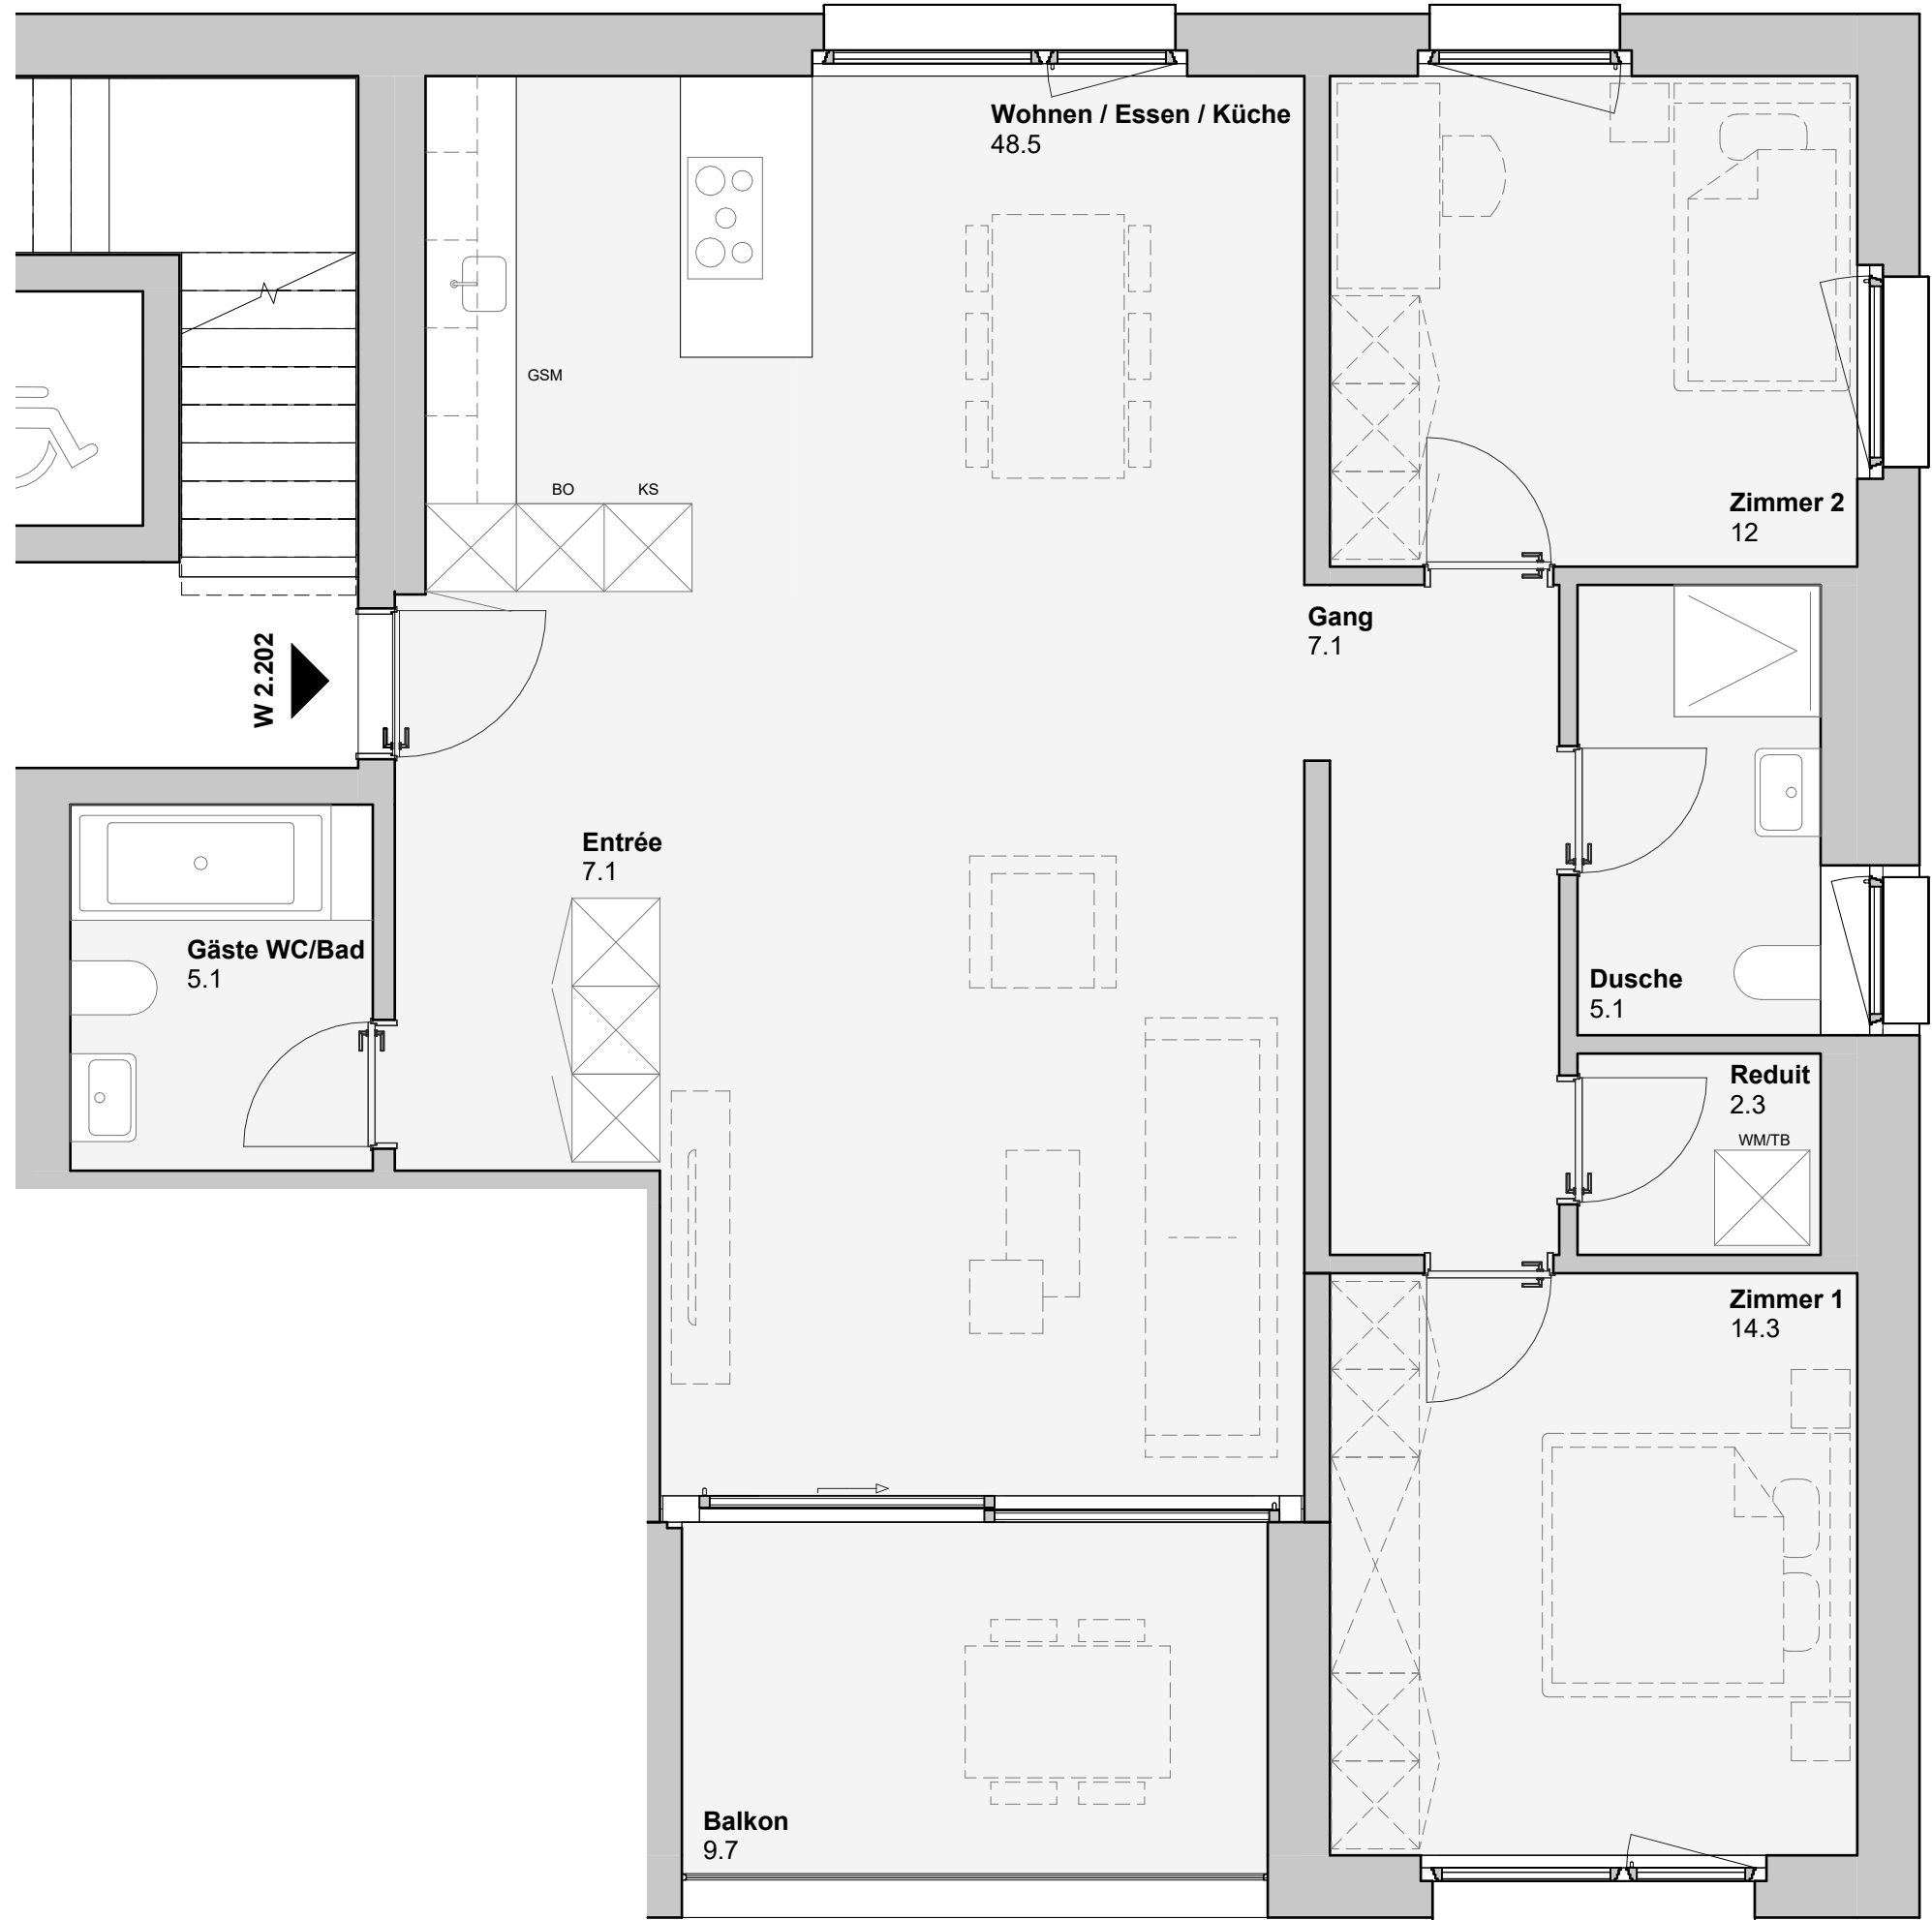 Wohnen / Essen / Küche
48.5
GSM
BO
KS
Zimmer 2
12
Gang
7.1
W 2.202
Entrée
7.1
Gäste WC/Bad
5.1
Dusche
5.1
Reduit
2.3
WM/TB
Zimmer 1
14.3
Balkon
9.7